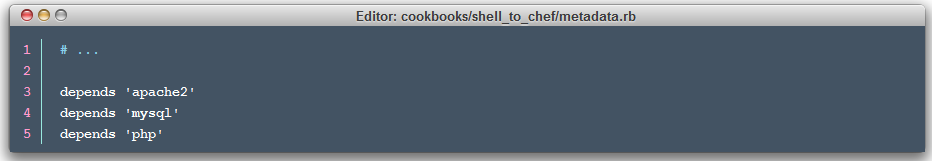 Editor: cookbooks/shell_to_chef/metadata.rb
1 # ...
2
3 depends 'apache2'
4 depends 'mysql'
5 depends 'php'